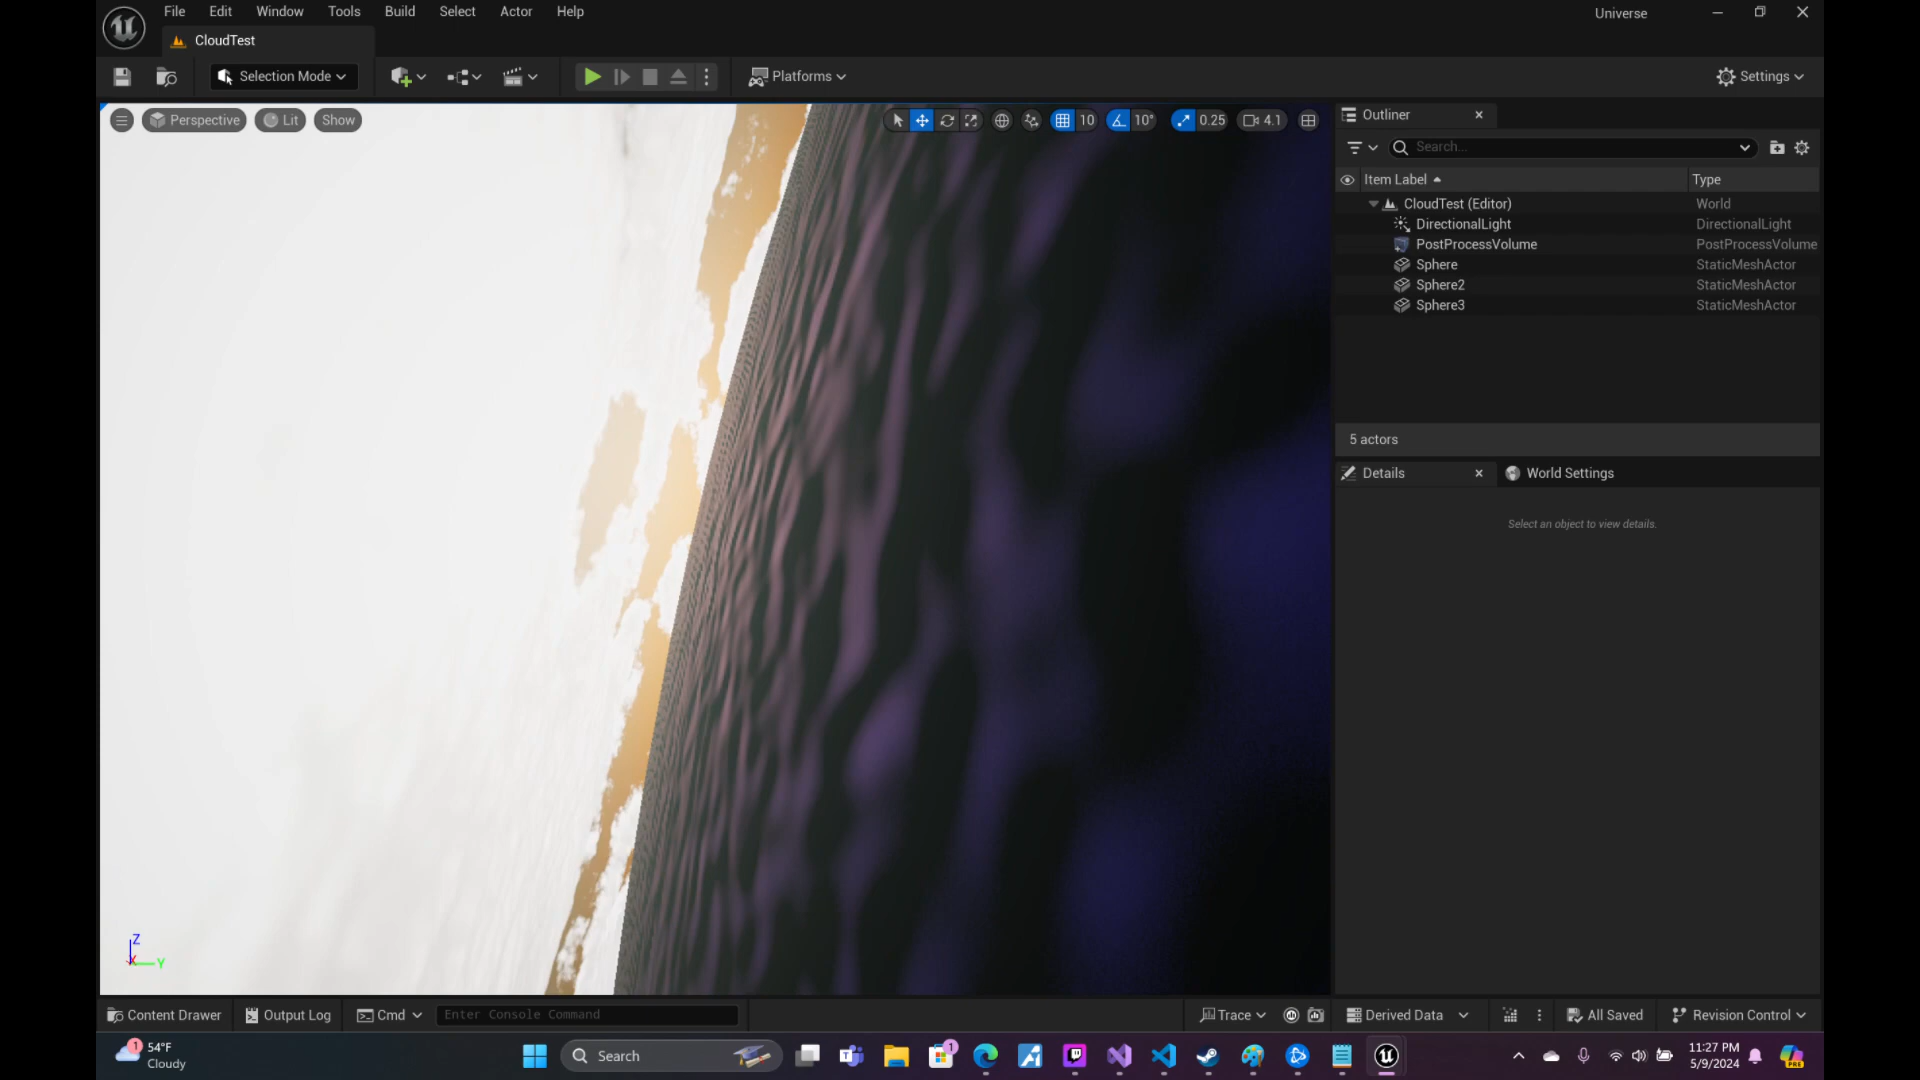 File Edit Window Tools Build Select Actor Help
Universe
CloudTest
Selection Mode
Platforms
Settings
Perspective Lit Show
10 10° 0.25 4.1
Outliner
Search...
Item Label Type
CloudTest (Editor) World
DirectionalLight DirectionalLight
PostProcessVolume PostProcessVolume
Sphere StaticMeshActor
Sphere2 StaticMeshActor
Sphere3 StaticMeshActor
5 actors
Details World Settings
Select an object to view details.
Z
X Y
Content Drawer Output Log Cmd Enter Console Command Trace Derived Data All Saved Revision Control
1 54°F
Cloudy
Search
1
11:27 PM
5/9/2024
PRE